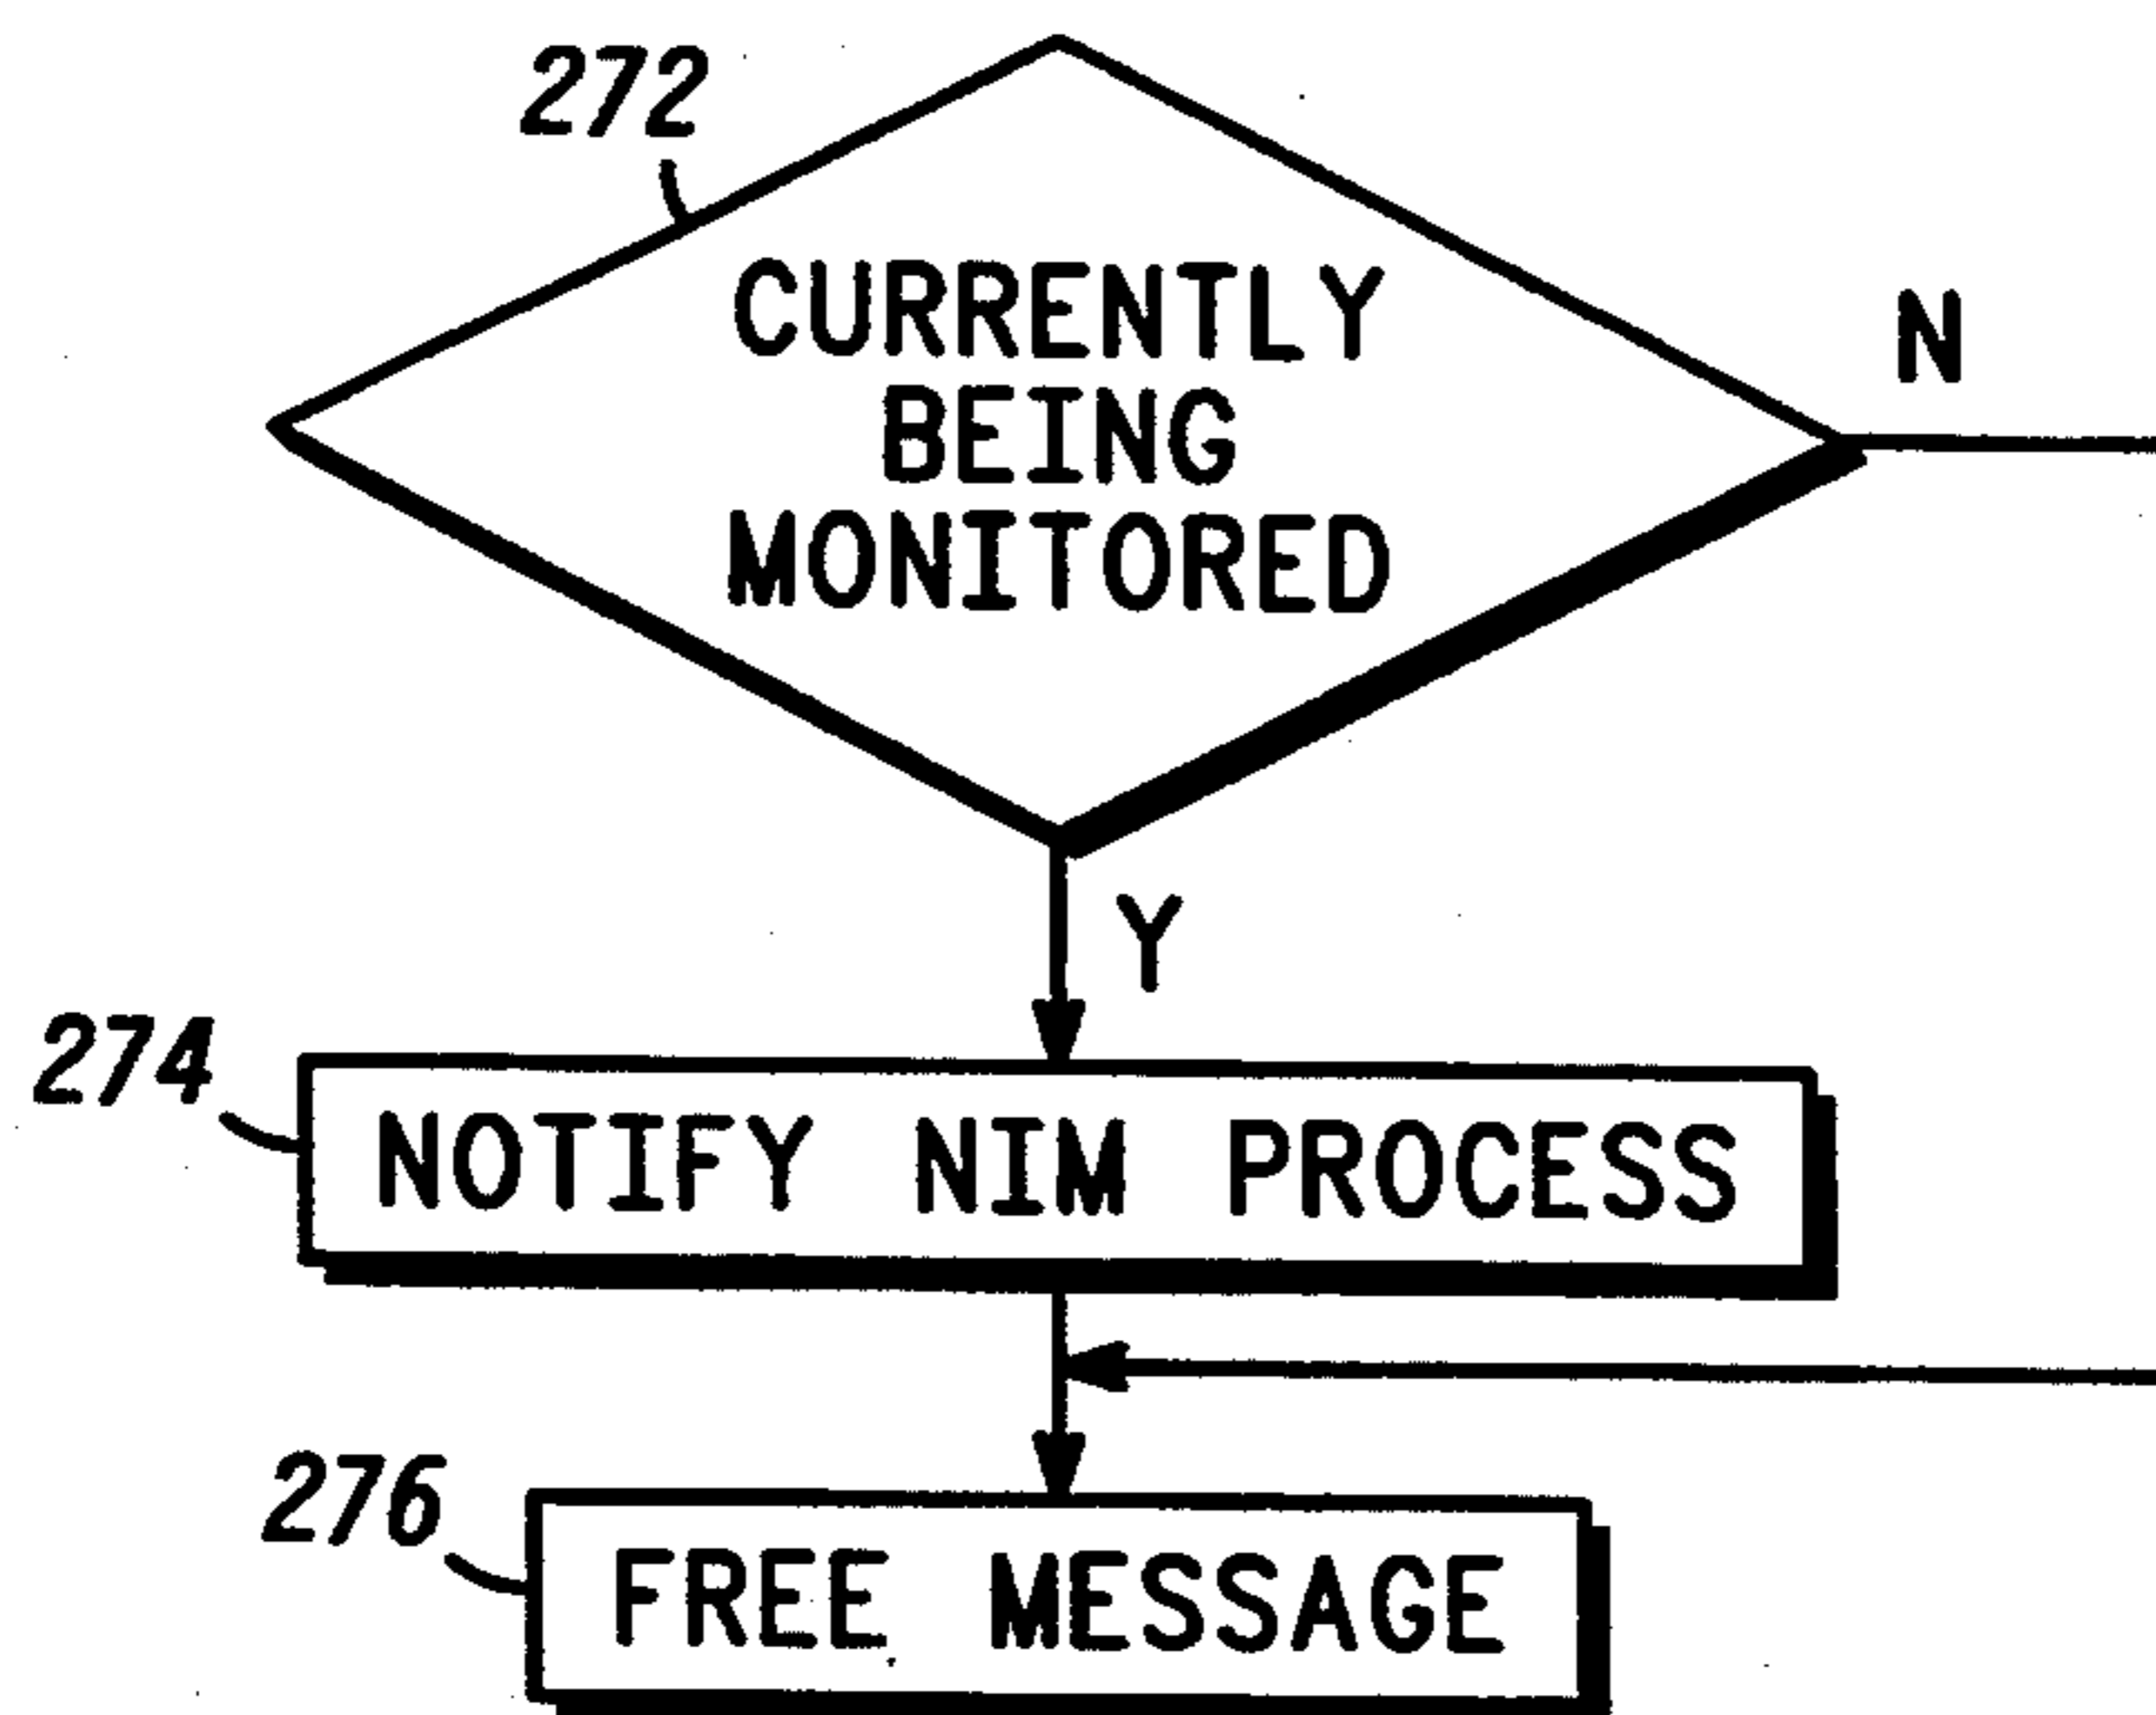 272
CURRENTLY
BEING
MONITORED
N
Y
274
NOTIFY NIM PROCESS
276
FREE MESSAGE